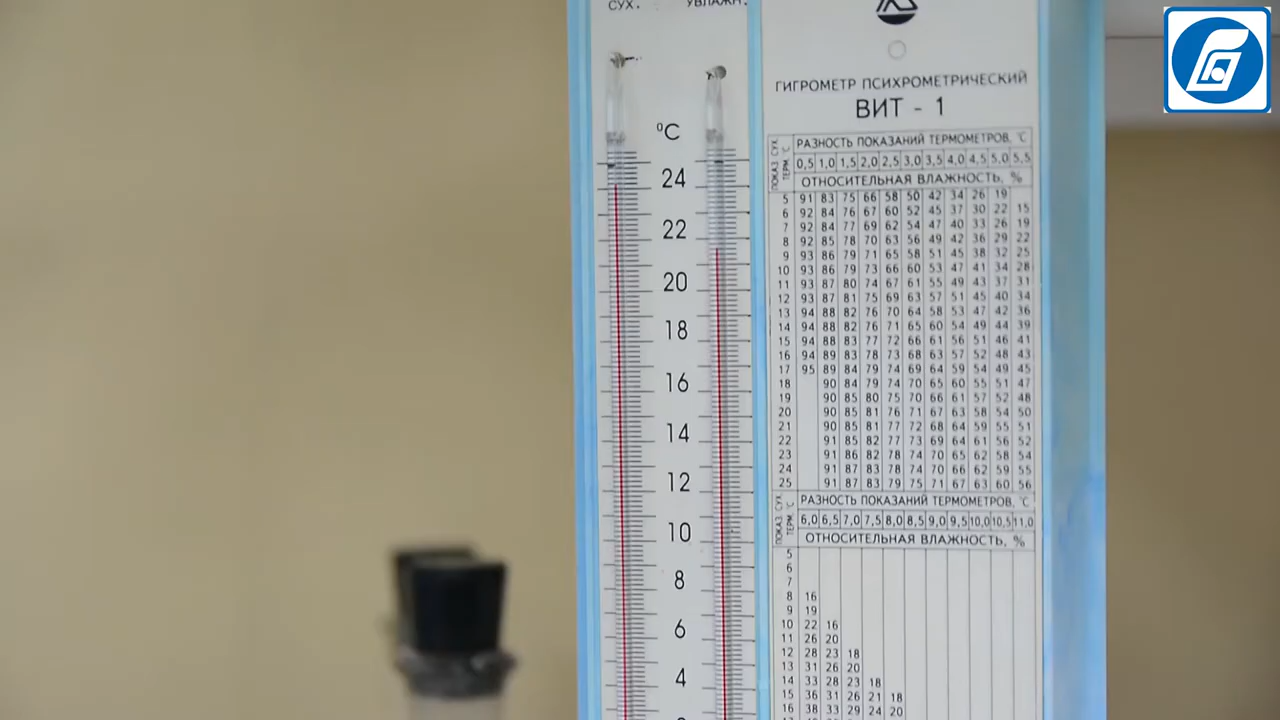 СУХ. УВЛАЖН.
ГИГРОМЕТР ПСИХРОМЕТРИЧЕСКИЙ
ВИТ - 1
⁰C
24
22
20
18
16
14
12
10
8
6
4
ПОКАЗ. СУХ. ТЕРМ. °C
РАЗНОСТЬ ПОКАЗАНИЙ ТЕРМОМЕТРОВ, °C
0,5 1,0 1,5 2,0 2,5 3,0 3,5 4,0 4,5 5,0 5,5
ОТНОСИТЕЛЬНАЯ ВЛАЖНОСТЬ, %
5 91 83 75 66 58 50 42 34 26 19
6 92 84 76 67 60 52 45 37 30 22 15
7 92 84 77 69 62 54 47 40 33 26 19
8 92 85 78 70 63 56 49 42 36 29 22
9 93 86 79 71 65 58 51 45 38 32 25
10 93 86 79 73 66 60 53 47 41 34 28
11 93 87 80 74 67 61 55 49 43 37 31
12 93 87 81 75 69 63 57 51 45 40 34
13 94 88 82 76 70 64 58 53 47 42 36
14 94 88 82 76 71 65 60 54 49 44 39
15 94 88 83 77 72 66 61 56 51 46 41
16 94 89 83 78 73 68 63 57 52 48 43
17 95 89 84 79 74 69 64 59 54 49 45
18 90 84 79 74 70 65 60 55 51 47
19 90 85 80 75 70 66 61 57 52 48
20 90 85 81 76 71 67 63 58 54 50
21 90 85 81 77 72 68 64 59 55 51
22 91 85 82 77 73 69 64 61 56 52
23 91 86 82 78 74 70 65 62 58 54
24 91 87 83 78 74 70 66 62 59 55
25 91 87 83 79 75 71 67 63 60 56
ПОКАЗ. СУХ. ТЕРМ. °C
РАЗНОСТЬ ПОКАЗАНИЙ ТЕРМОМЕТРОВ, °C
6,0 6,5 7,0 7,5 8,0 8,5 9,0 9,5 10,0 10,5 11,0
ОТНОСИТЕЛЬНАЯ ВЛАЖНОСТЬ, %
5
6
7
8 16
9 19
10 22 16
11 26 20
12 28 23 18
13 31 26 20
14 33 28 23 18
15 36 31 26 21 18
16 38 33 29 24 20